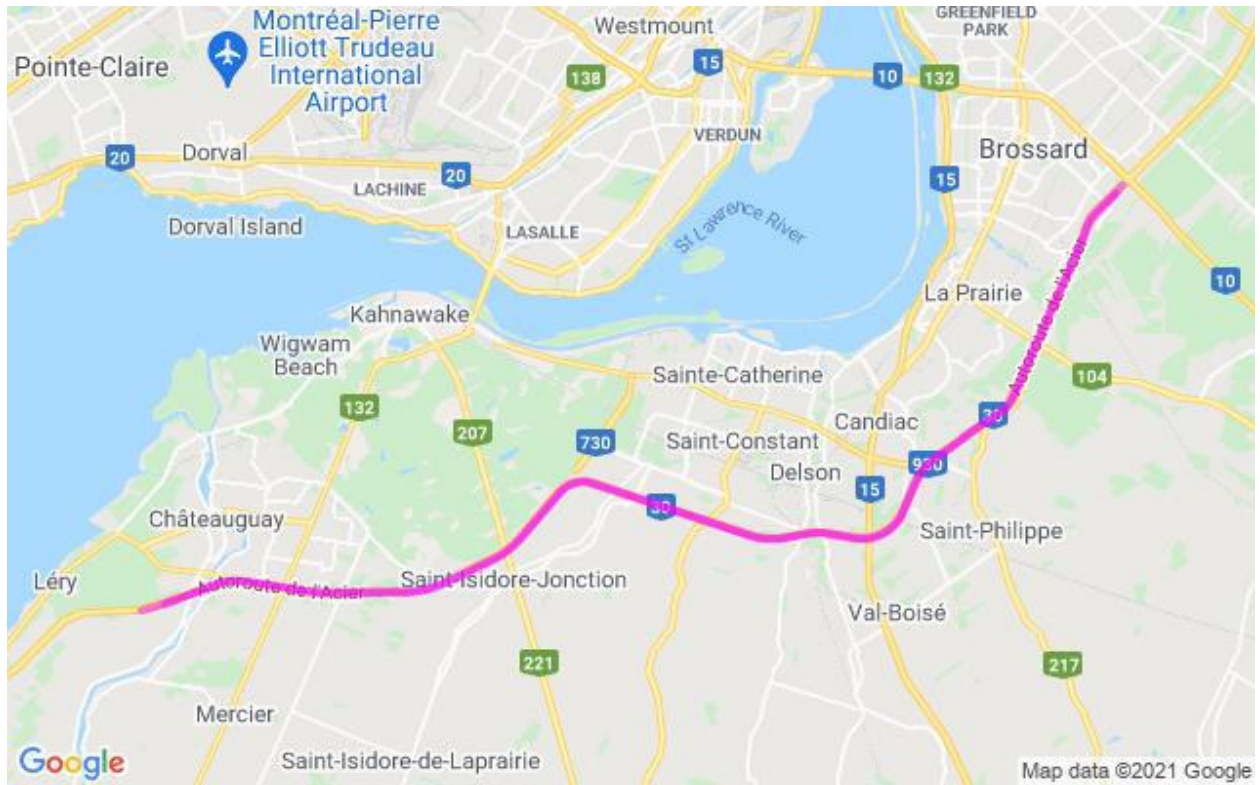 Montréal-Pierre
Elliott Trudeau
International
Airport
Pointe-Claire
Westmount
GREENFIELD
PARK
15
138
10
132
VERDUN
Brossard
20
Dorval
20
LACHINE
15
Dorval Island
LASALLE
St Lawrence River
10
La Prairie
Autoroute de l'Acier
Kahnawake
Wigwam
Beach
Sainte-Catherine
104
132
207
730
Candiac
30
Saint-Constant
Delson
930
15
30
Châteauguay
Saint-Philippe
Léry
Autoroute de l'Acier
Saint-Isidore-Jonction
Val-Boisé
221
217
Mercier
Saint-Isidore-de-Laprairie
Google
Map data ©2021 Google